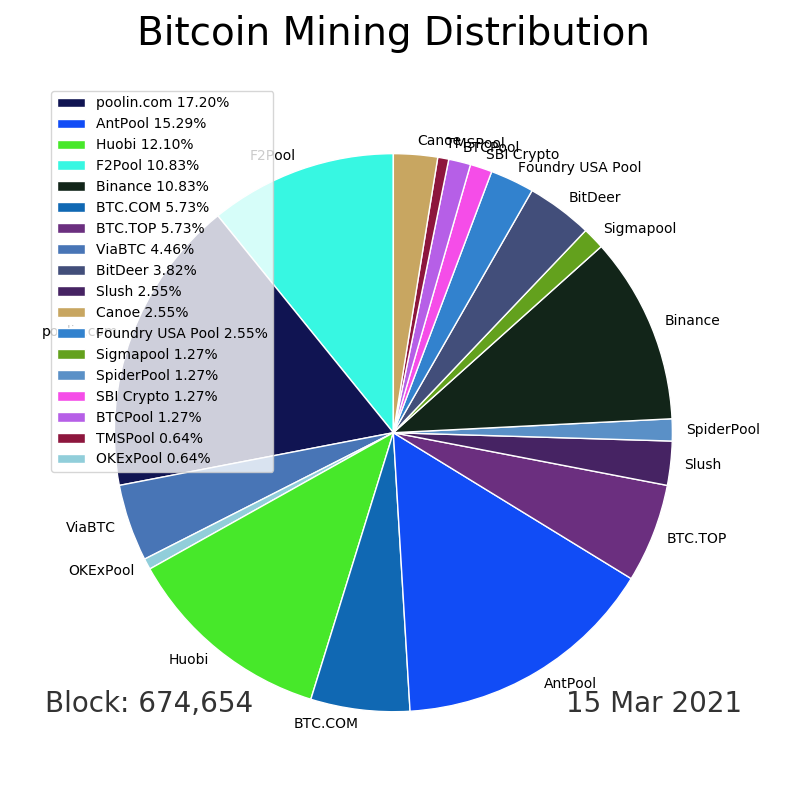 Bitcoin Mining Distribution
poolin.com 17.20%
AntPool 15.29%
Huobi 12.10%
F2Pool 10.83%
Binance 10.83%
BTC.COM 5.73%
BTC.TOP 5.73%
ViaBTC 4.46%
BitDeer 3.82%
Slush 2.55%
Canoe 2.55%
Foundry USA Pool 2.55%
Sigmapool 1.27%
SpiderPool 1.27%
SBI Crypto 1.27%
BTCPool 1.27%
TMSPool 0.64%
OKExPool 0.64%
Canoe
TMSPool
BTCPool
SBI Crypto
Foundry USA Pool
BitDeer
Sigmapool
Binance
SpiderPool
Slush
BTC.TOP
AntPool
BTC.COM
Huobi
OKExPool
ViaBTC
poolin.com
F2Pool
Block: 674,654
15 Mar 2021